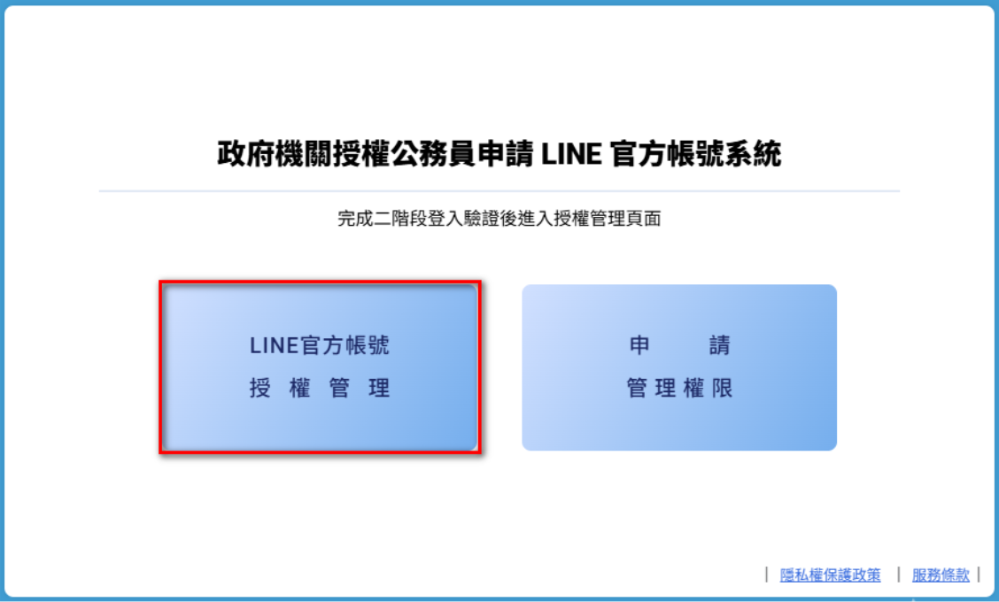 政府機關授權公務員申請 LINE 官方帳號系統
完成二階段登入驗證後進入授權管理頁面
LINE官方帳號
授權管理
申請
管理權限
| 隱私權保護政策 | 服務條款 |